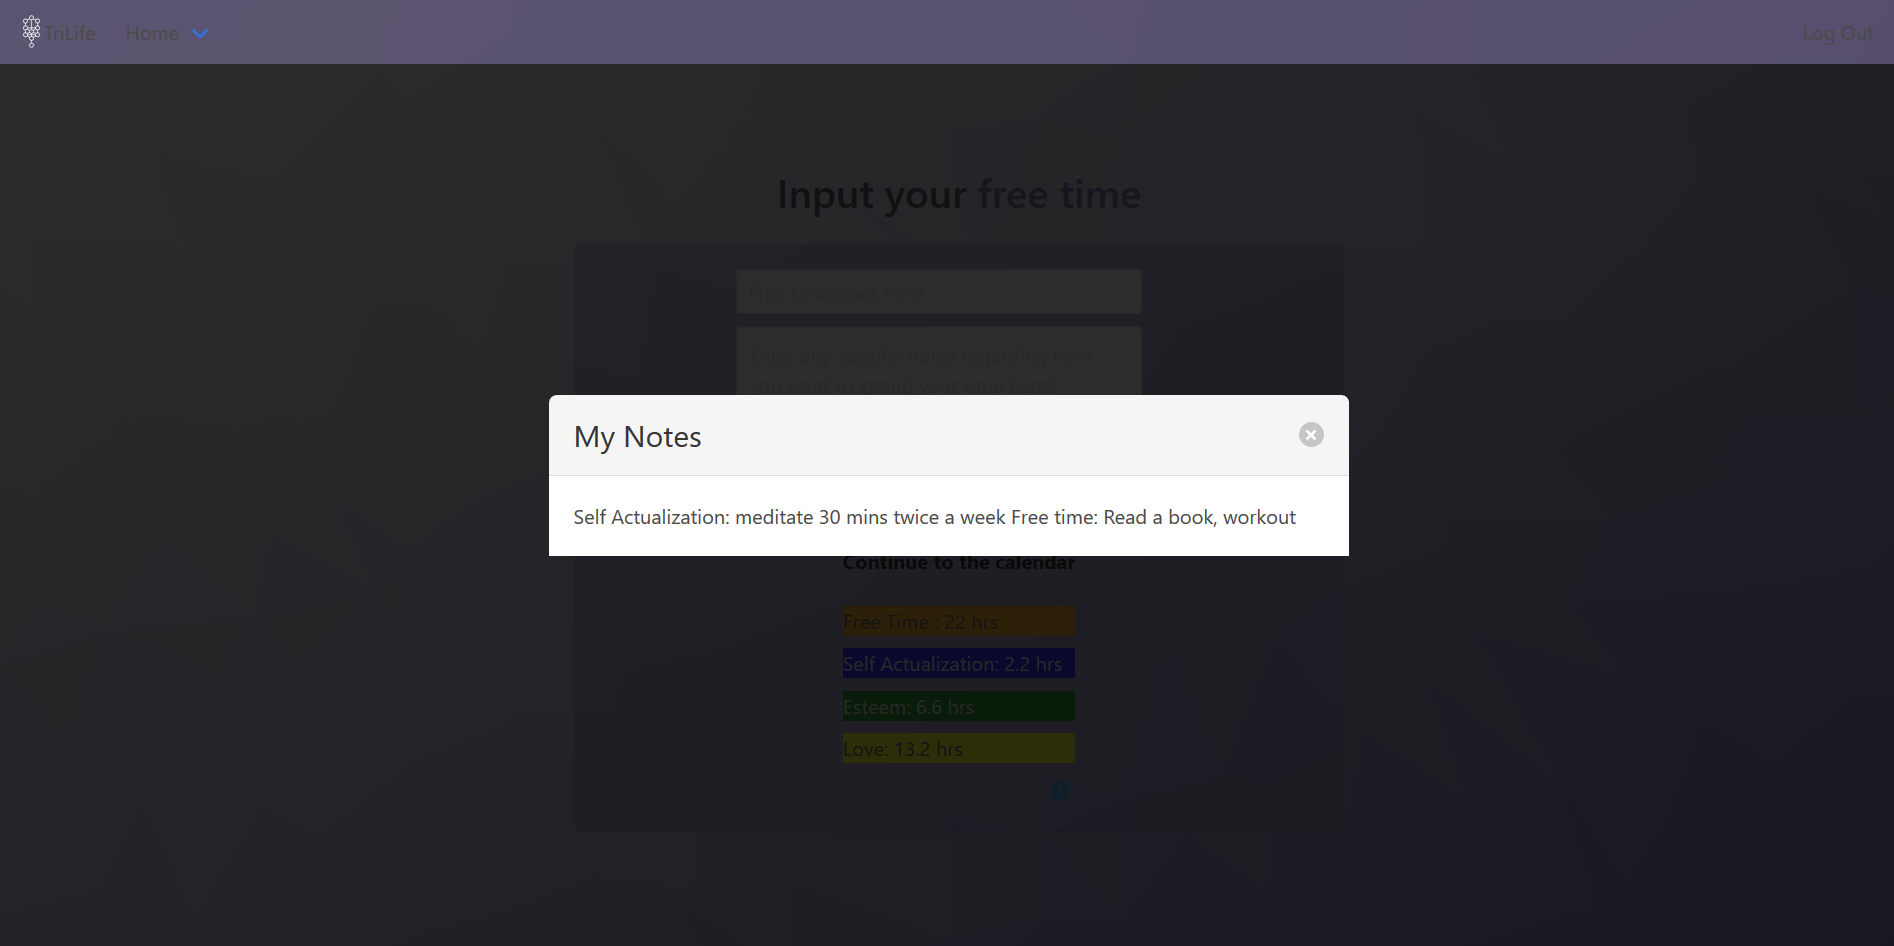 TriLife
Home
Log Out
Input your free time
Free time goes here
Enter any specific notes regarding how
you want to spend your time here!
My Notes
Self Actualization: meditate 30 mins twice a week Free time: Read a book, workout
Continue to the calendar
Free Time : 22 hrs
Self Actualization: 2.2 hrs
Esteem: 6.6 hrs
Love: 13.2 hrs